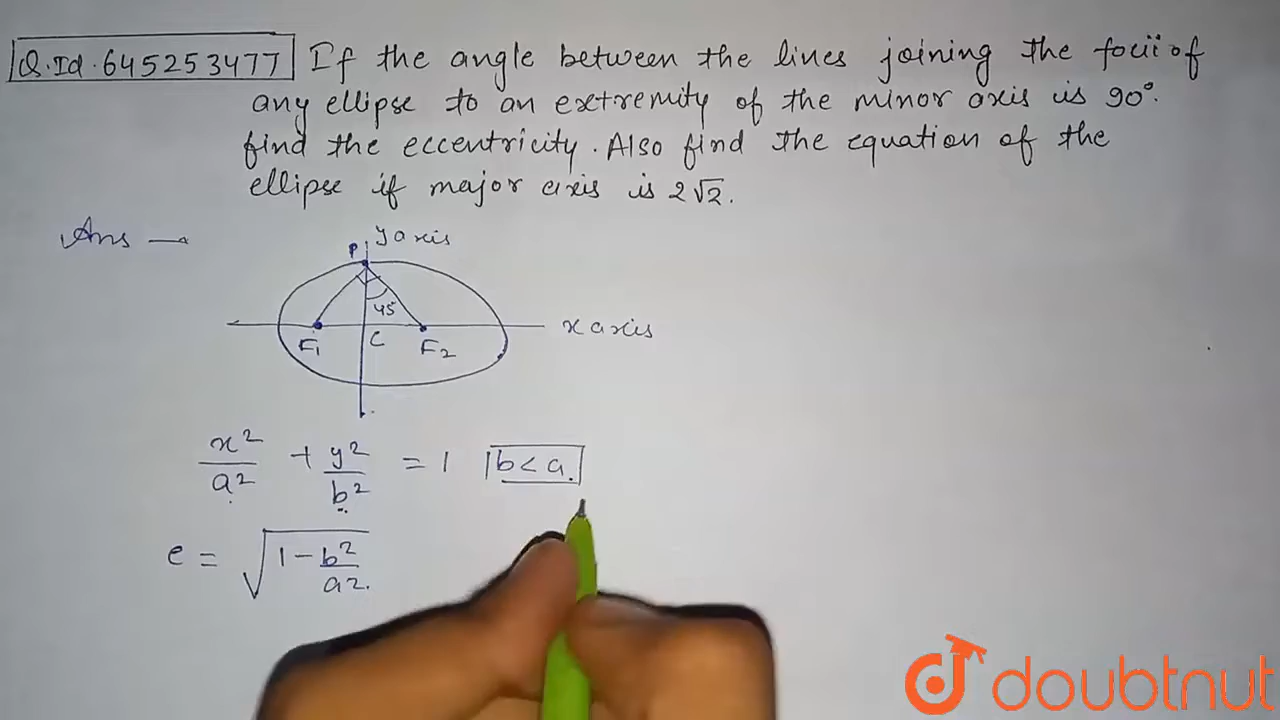 Q.Id.645253477 If the angle between the lines joining the focii of
any ellipse to an extremity of the minor axis is 90°.
find the eccentricity. Also find the equation of the
ellipse if major axis is 2√2.
Ans →
P y axis
45°
x axis
F1 C F2
x²/a² + y²/b² = 1 b < a.
e = √(1 - b²/a²)
doubtnut